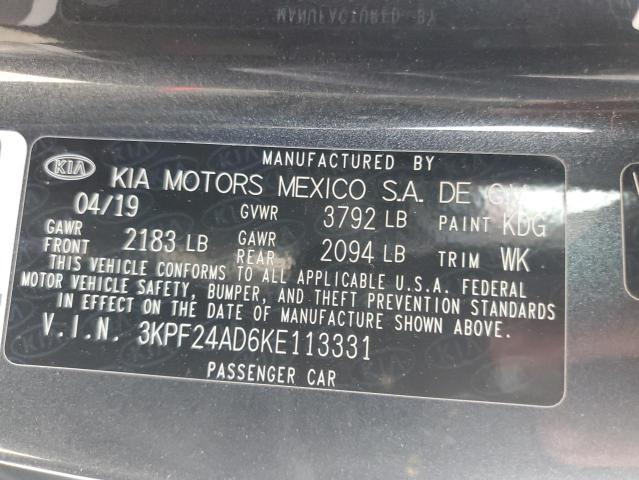 MANUFACTURED BY
KIA KIA MOTORS MEXICO S.A. DE C.V.
04/19 GVWR 3792 LB PAINT KDG
GAWR FRONT 2183 LB GAWR REAR 2094 LB TRIM WK
THIS VEHICLE CONFORMS TO ALL APPLICABLE U.S.A. FEDERAL
MOTOR VEHICLE SAFETY, BUMPER, AND THEFT PREVENTION STANDARDS
IN EFFECT ON THE DATE OF MANUFACTURE SHOWN ABOVE.
V.I.N. 3KPF24AD6KE113331
PASSENGER CAR